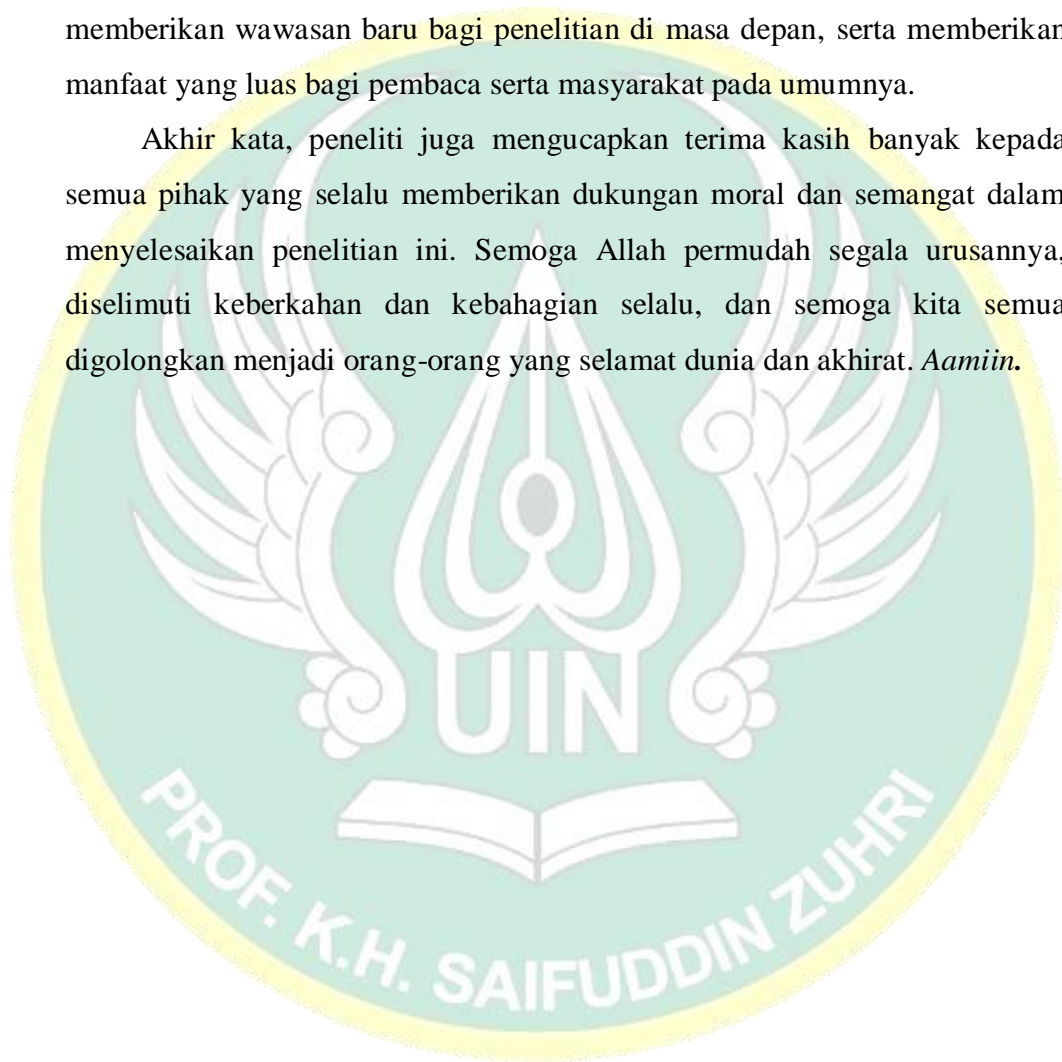 memberikan wawasan baru bagi penelitian di masa depan, serta memberikan
manfaat yang luas bagi pembaca serta masyarakat pada umumnya.
Akhir kata, peneliti juga mengucapkan terima kasih banyak kepada
semua pihak yang selalu memberikan dukungan moral dan semangat dalam
menyelesaikan penelitian ini. Semoga Allah permudah segala urusannya,
diselimuti keberkahan dan kebahagian selalu, dan semoga kita semua
digolongkan menjadi orang-orang yang selamat dunia dan akhirat. Aamiin.
UIN
PROF. K.H. SAIFUDDIN ZUHRI